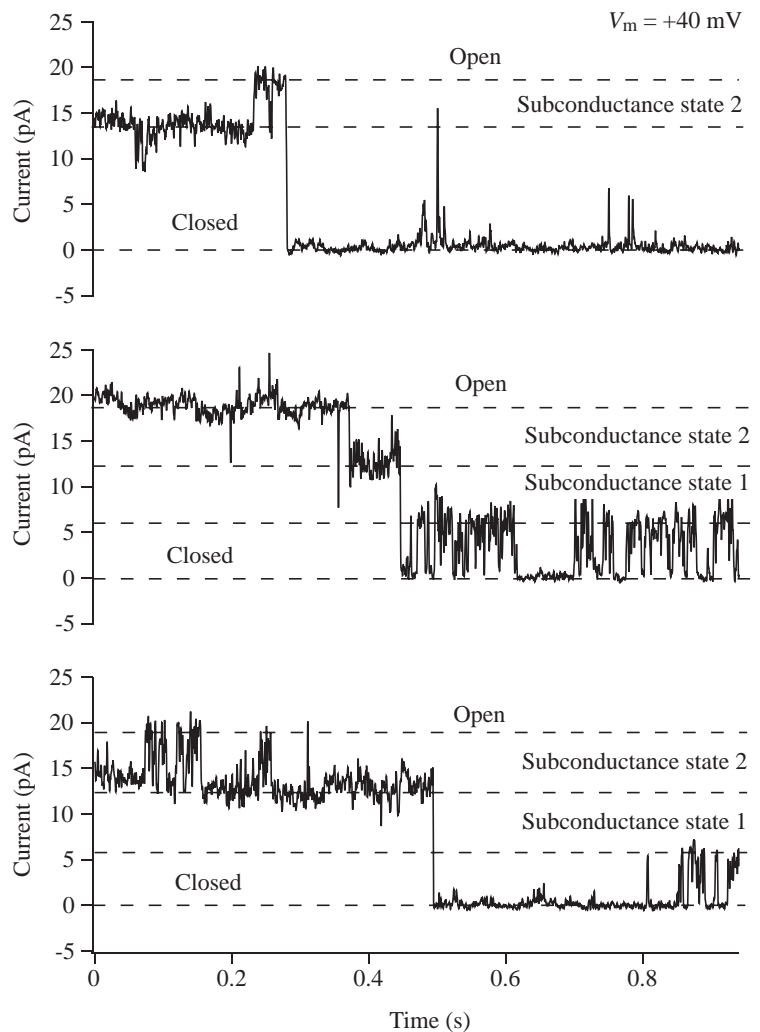 V_m = +40 mV
25
20
15
10
5
0
-5
Current (pA)
Open
Subconductance state 2
Closed
25
20
15
10
5
0
-5
Current (pA)
Open
Subconductance state 2
Subconductance state 1
Closed
25
20
15
10
5
0
-5
Current (pA)
Open
Subconductance state 2
Subconductance state 1
Closed
0 0.2 0.4 0.6 0.8
Time (s)